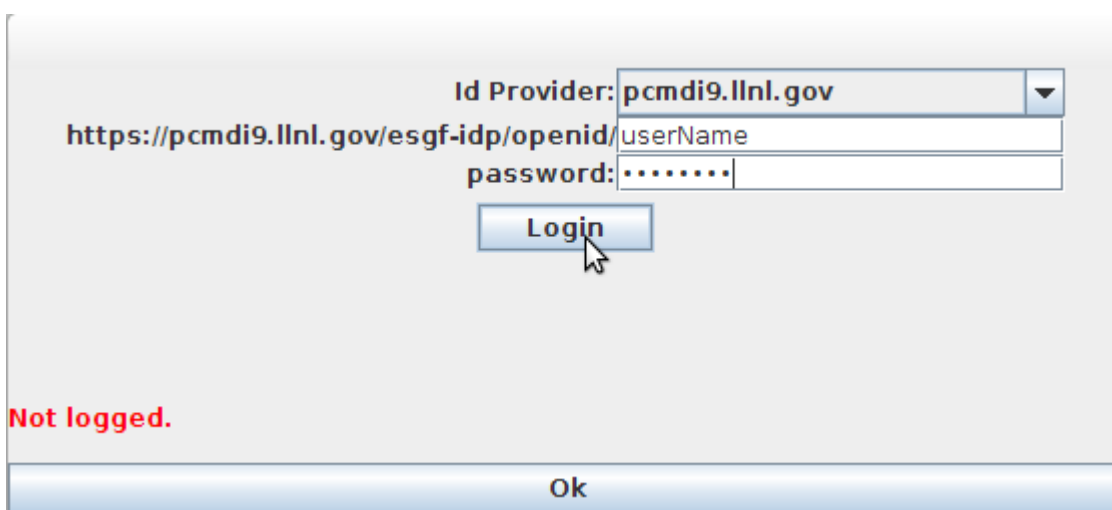 Id Provider: pcmdi9.llnl.gov
https://pcmdi9.llnl.gov/esgf-idp/openid/userName
password: ••••••••
Login
Not logged.
Ok